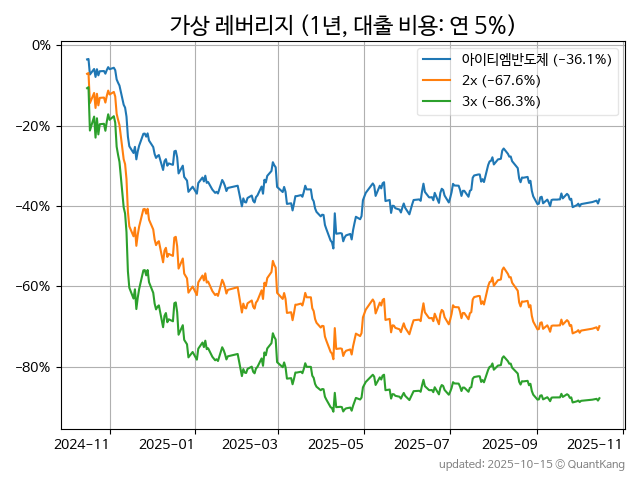 가상 레버리지 (1년, 대출 비용: 연 5%)
아이티엠반도체 (−36.1%)
2x (−67.6%)
3x (−86.3%)
0%
−20%
−40%
−60%
−80%
2024-11 2025-01 2025-03 2025-05 2025-07 2025-09 2025-11
updated: 2025-10-15 © QuantKang